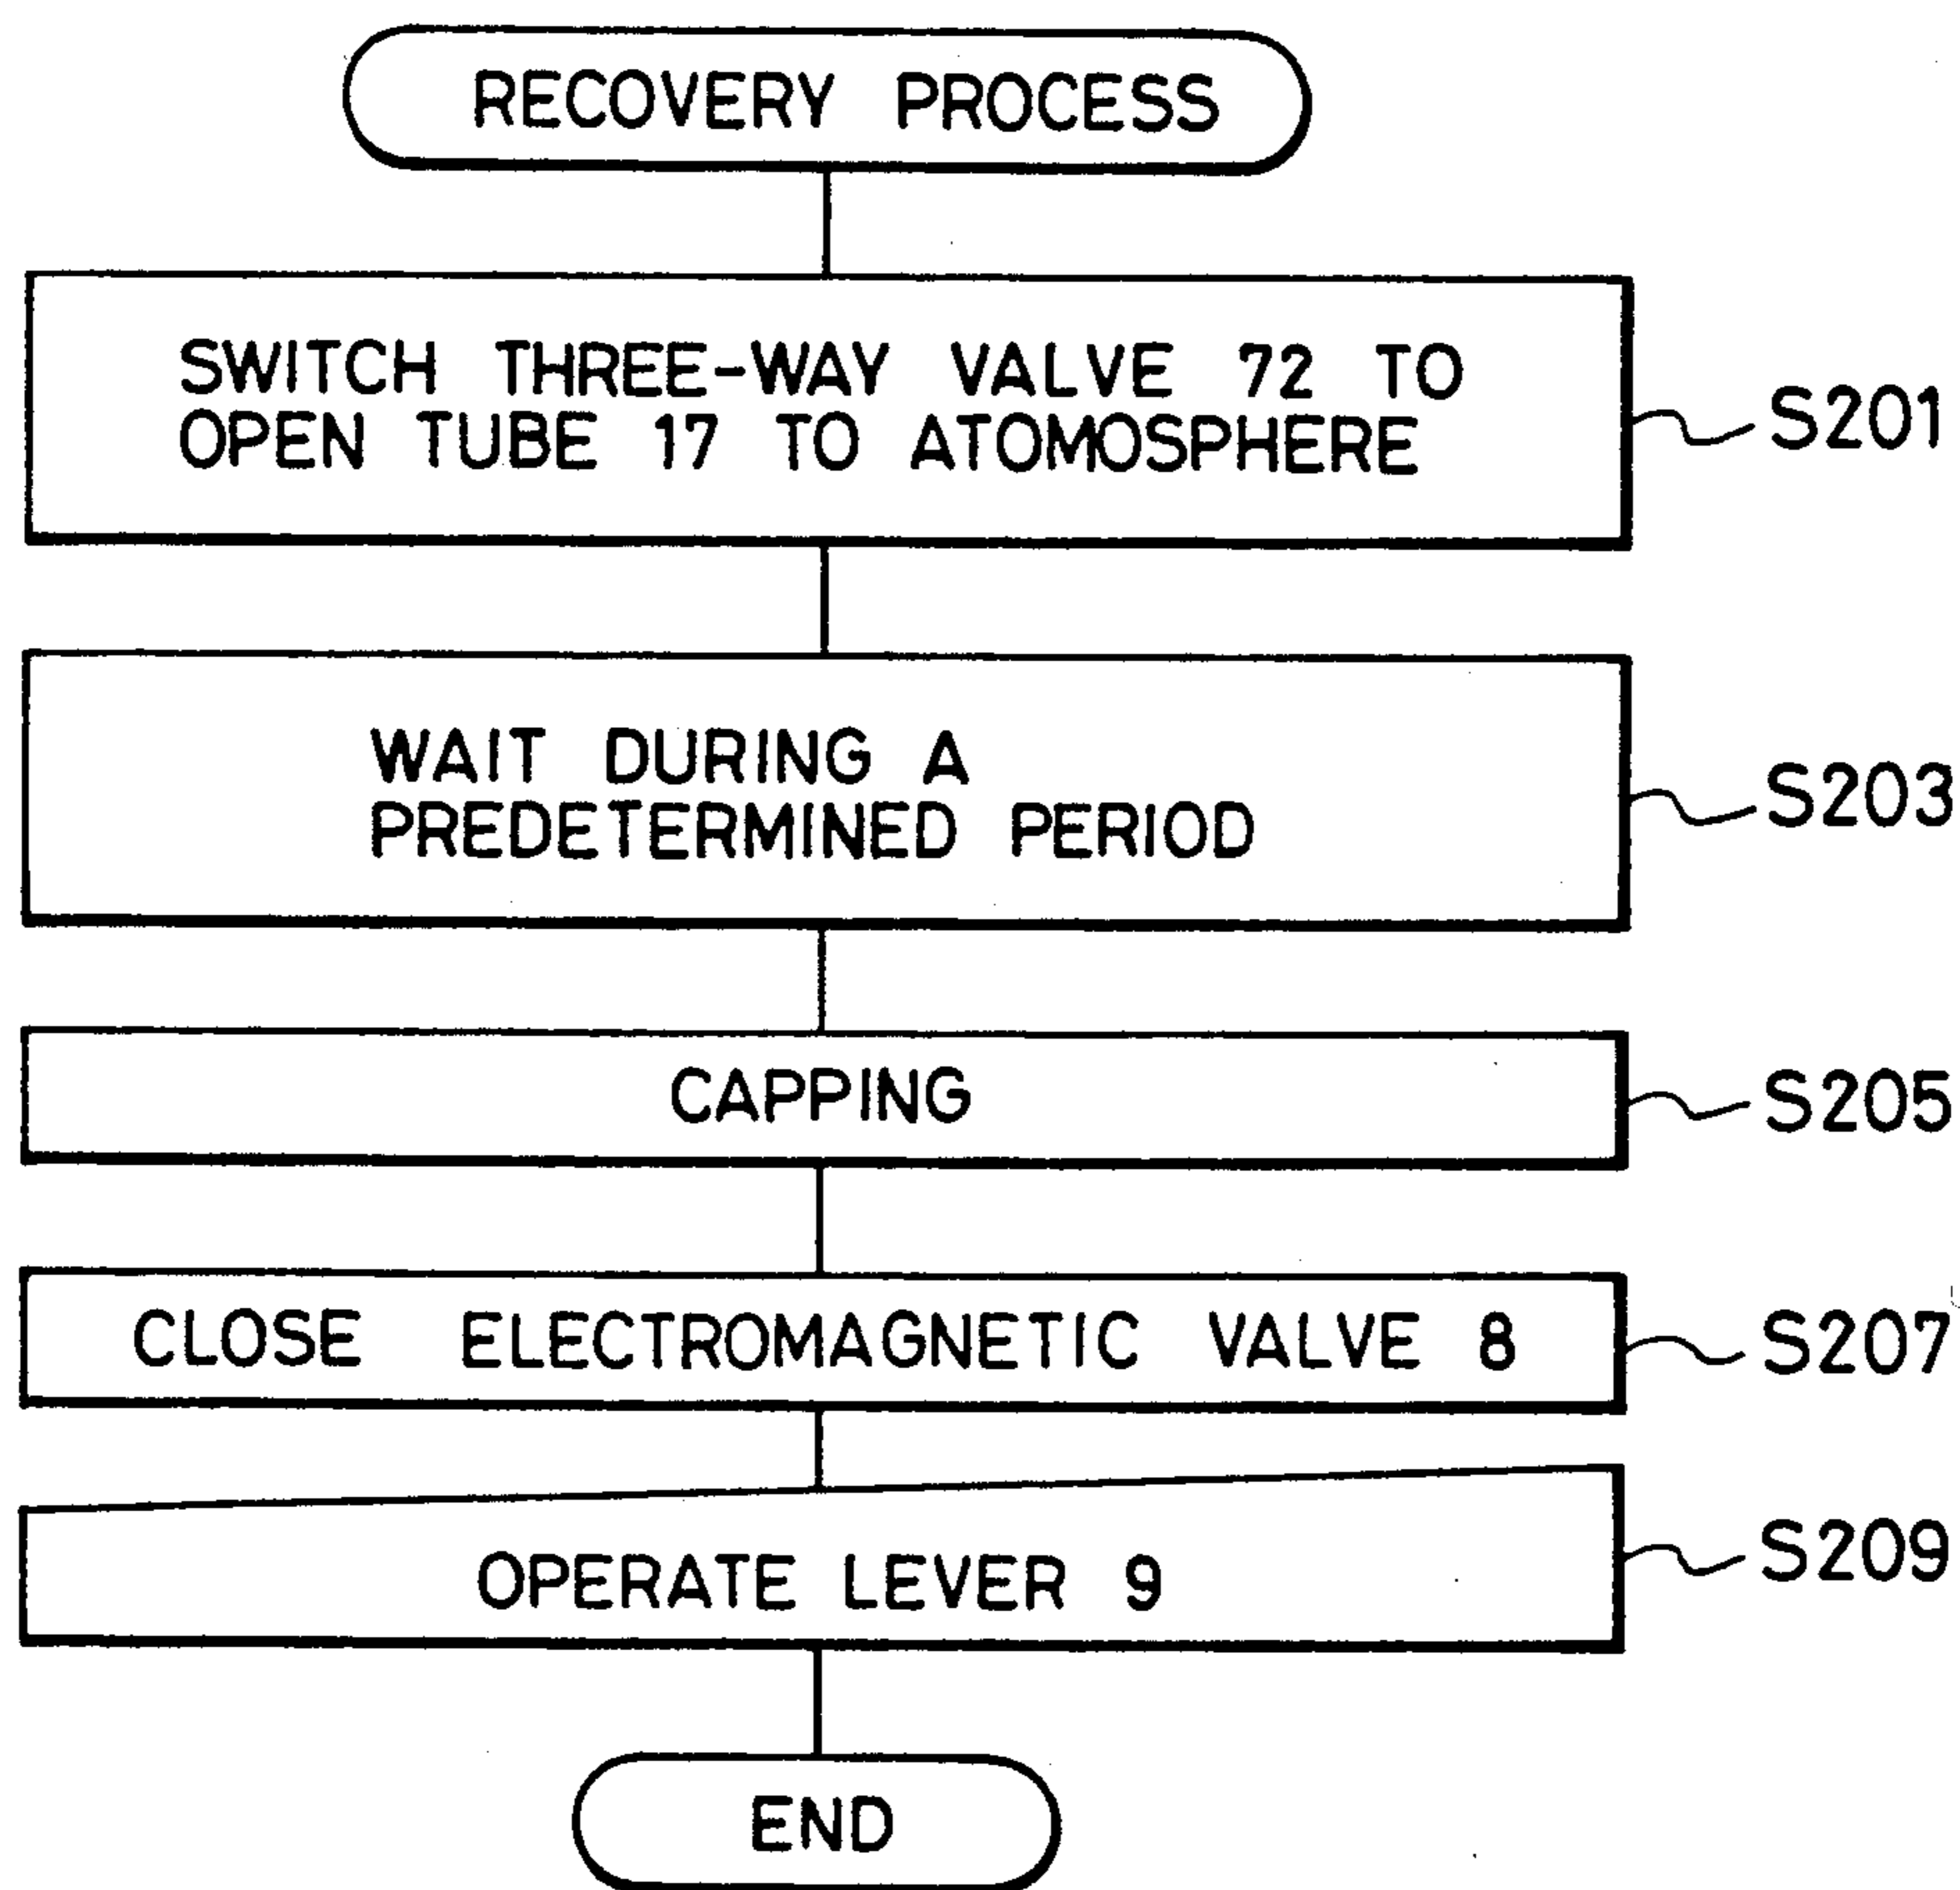 RECOVERY PROCESS
SWITCH THREE-WAY VALVE 72 TO
OPEN TUBE 17 TO ATOMOSPHERE
S201
WAIT DURING A
PREDETERMINED PERIOD
S203
CAPPING
S205
CLOSE ELECTROMAGNETIC VALVE 8
S207
OPERATE LEVER 9
S209
END